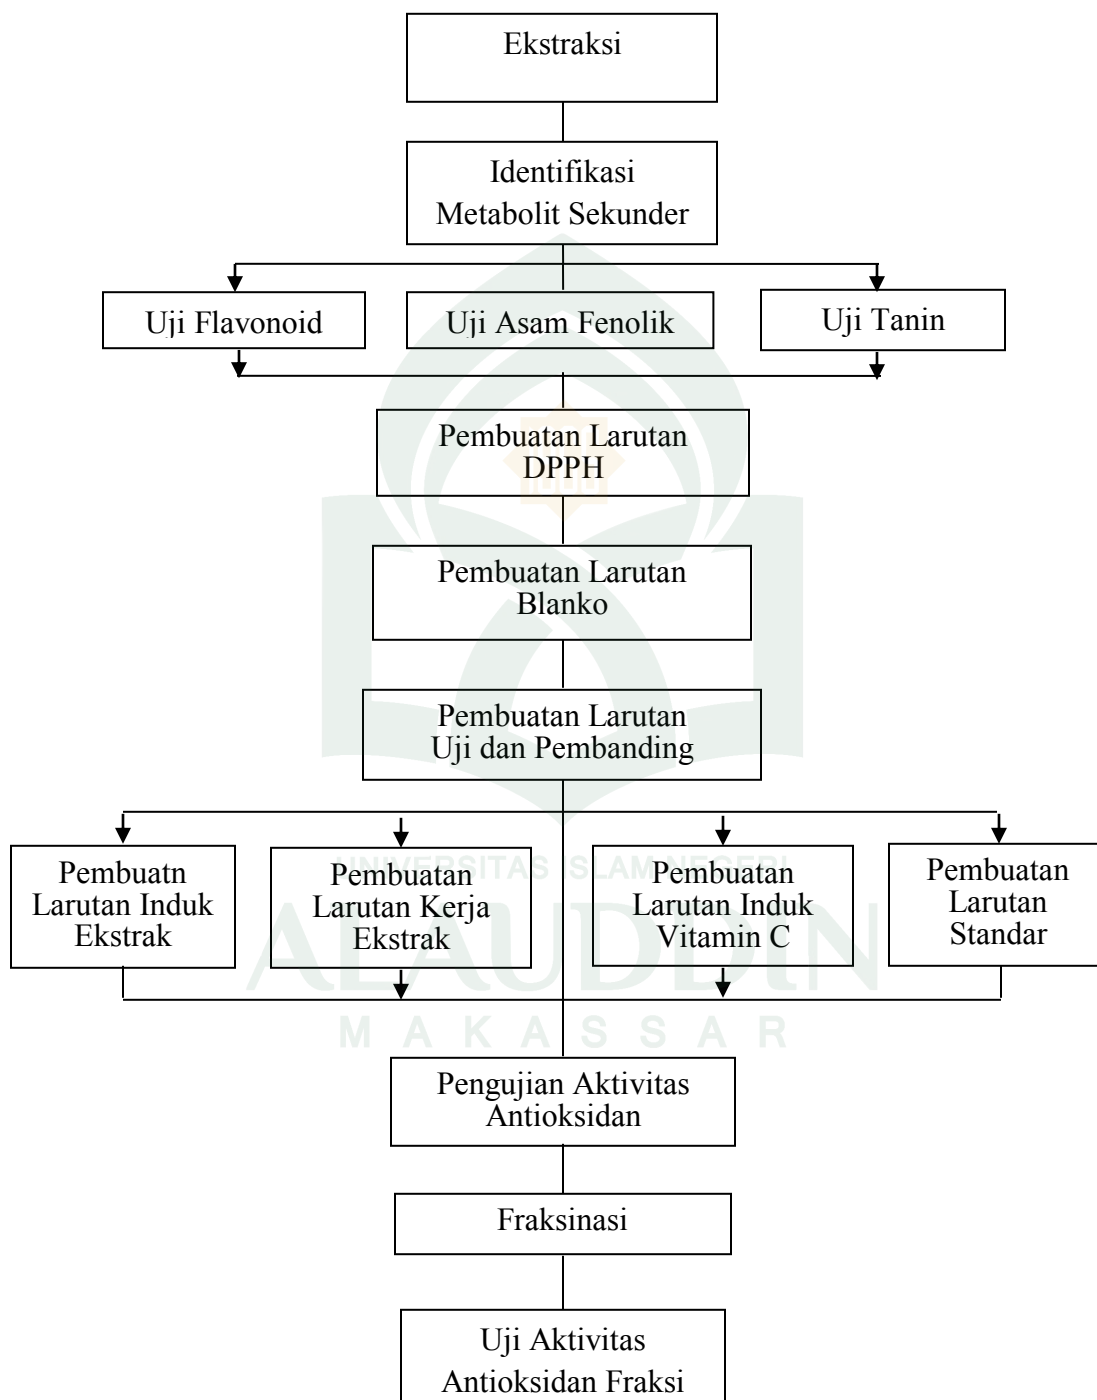 Ekstraksi
Identifikasi
Metabolit Sekunder
Uji Flavonoid
Uji Asam Fenolik
Uji Tanin
Pembuatan Larutan
DPPH
Pembuatan Larutan
Blanko
Pembuatan Larutan
Uji dan Pembanding
Pembuatn
Larutan Induk
Ekstrak
Pembuatan
Larutan Kerja
Ekstrak
Pembuatan
Larutan Induk
Vitamin C
Pembuatan
Larutan
Standar
UNIVERSITAS ISLAM NEGERI
ALAUDDIN
MAKASSAR
Pengujian Aktivitas
Antioksidan
Fraksinasi
Uji Aktivitas
Antioksidan Fraksi